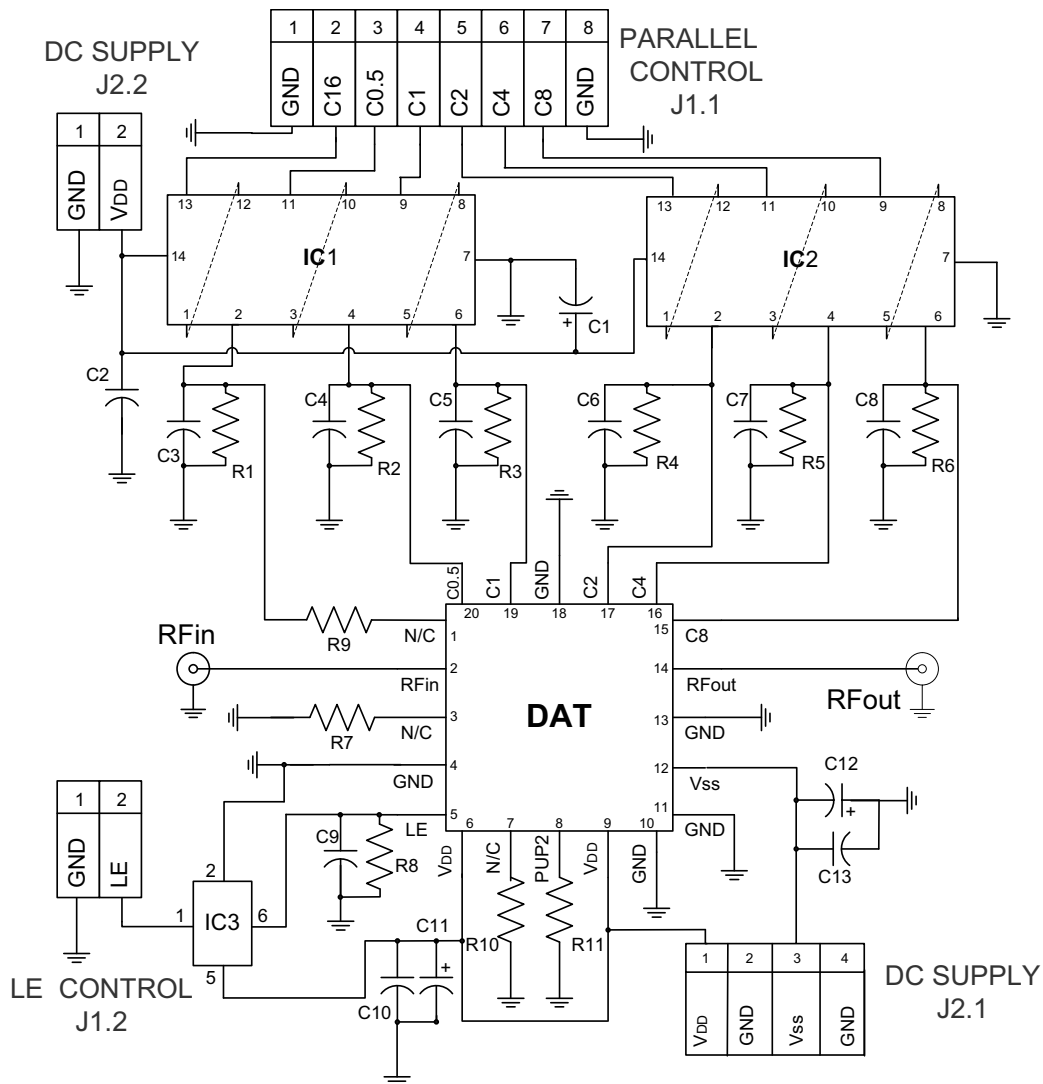 1 2 3 4 5 6 7 8
GND C16 C0.5 C1 C2 C4 C8 GND
PARALLEL
CONTROL
J1.1
DC SUPPLY
J2.2
1 2
GND VDD
13 12 11 10 9 8
14 IC1 7
1 2 3 4 5 6
13 12 11 10 9 8
14 IC2 7
1 2 3 4 5 6
+ C1
C2
C3 R1
C4 R2
C5 R3
C6 R4
C7 R5
C8 R6
C0.5 C1 GND C2 C4
20 19 18 17 16
R9 N/C 1
15 C8
RFin
2 RFin
14 RFout
RFout
DAT
R7 3 N/C
13 GND
4 GND
12 Vss
5 LE
11 GND
6 7 8 9 10
VDD N/C PUP2 VDD GND
C12
+
C13
1 2
GND LE
2
1 IC3 6
5
C9 R8
C11
+
C10
R10 R11
LE CONTROL
J1.2
1 2 3 4
VDD GND Vss GND
DC SUPPLY
J2.1